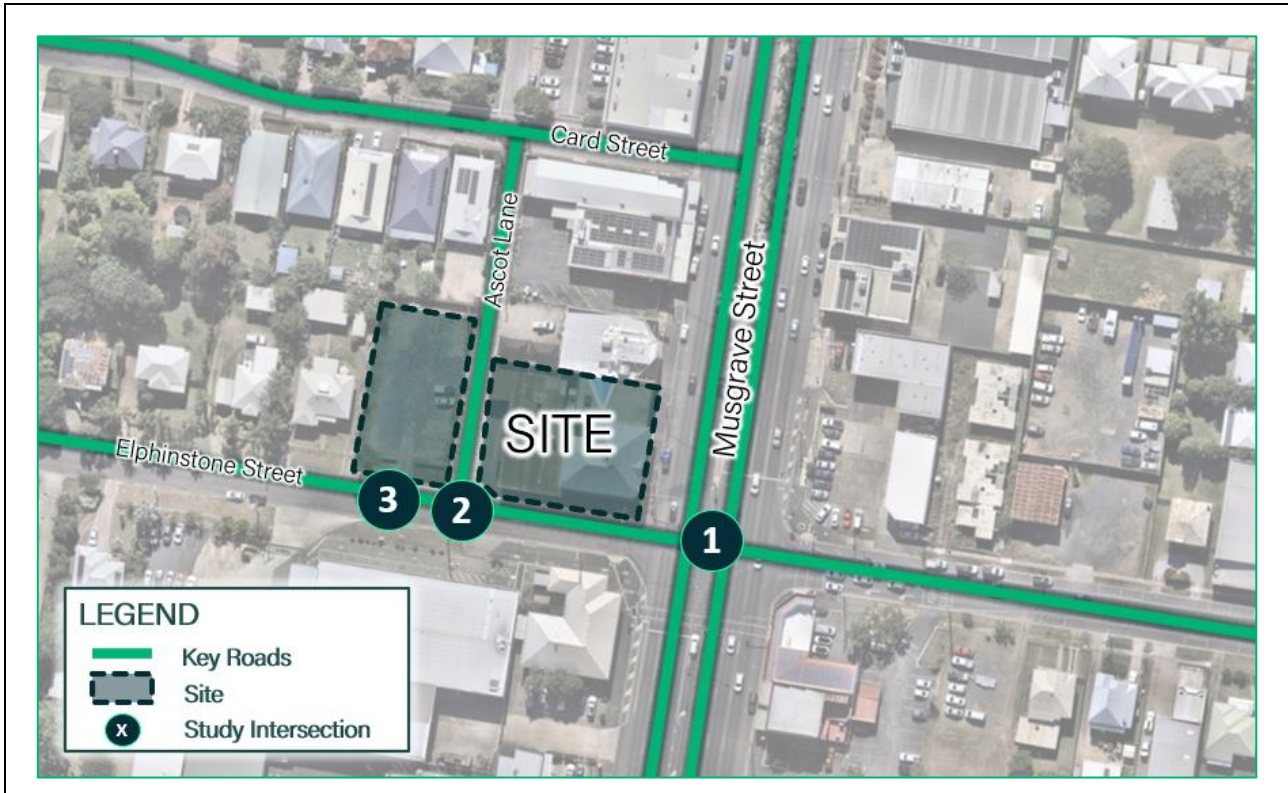 Card Street
Ascot Lane
Musgrave Street
SITE
Elphinstone Street
3
2
1
LEGEND
Key Roads
Site
X
Study Intersection